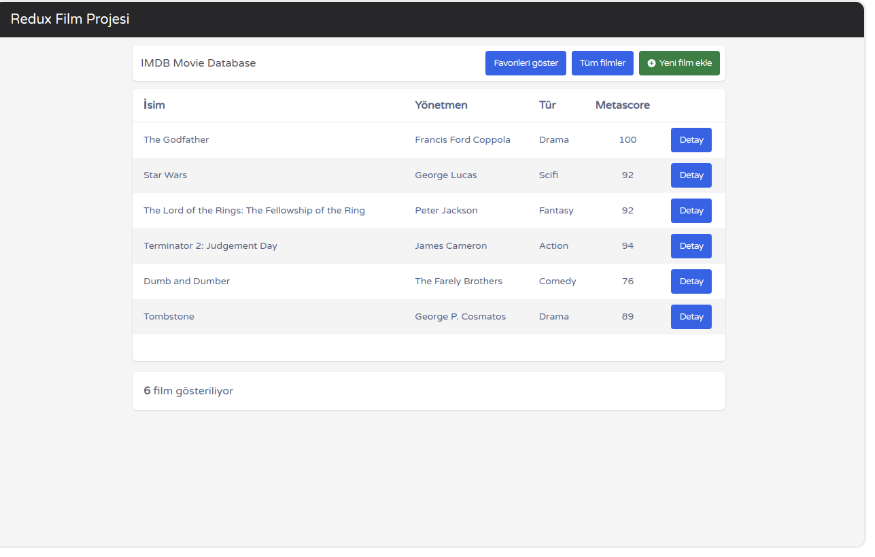 Redux Film Projesi
IMDB Movie Database Favorileri göster Tüm filmler Yeni film ekle
İsim Yönetmen Tür Metascore
The Godfather Francis Ford Coppola Drama 100 Detay
Star Wars George Lucas Scifi 92 Detay
The Lord of the Rings: The Fellowship of the Ring Peter Jackson Fantasy 92 Detay
Terminator 2: Judgement Day James Cameron Action 94 Detay
Dumb and Dumber The Farely Brothers Comedy 76 Detay
Tombstone George P. Cosmatos Drama 89 Detay
6 film gösteriliyor